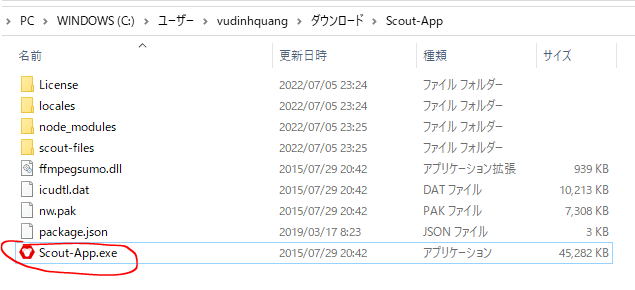 PC > WINDOWS (C:) > ユーザー > vudinhquang > ダウンロード > Scout-App
名前 更新日時 種類 サイズ
License 2022/07/05 23:24 ファイル フォルダー
locales 2022/07/05 23:24 ファイル フォルダー
node_modules 2022/07/05 23:25 ファイル フォルダー
scout-files 2022/07/05 23:25 ファイル フォルダー
ffmpegsumo.dll 2015/07/29 20:42 アプリケーション拡張 939 KB
icudtl.dat 2015/07/29 20:42 DAT ファイル 10,213 KB
nw.pak 2015/07/29 20:42 PAK ファイル 7,308 KB
package.json 2019/03/17 8:23 JSON ファイル 3 KB
Scout-App.exe 2015/07/29 20:42 アプリケーション 45,282 KB